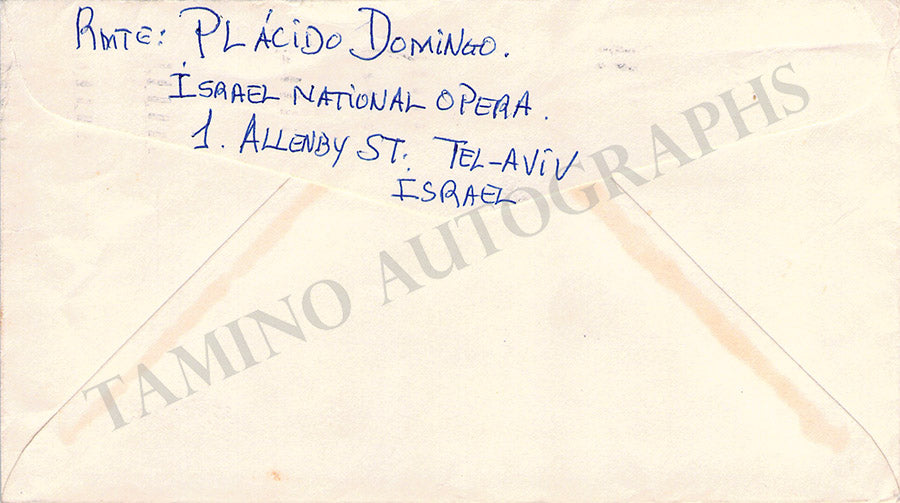 RMTE: PLÁCIDO DOMINGO.
ISRAEL NATIONAL OPERA.
1. ALLENBY ST. TEL-AVIV
ISRAEL
TAMINO AUTOGRAPHS